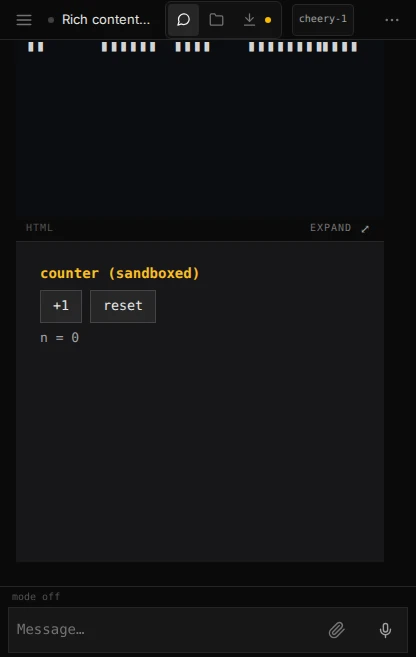 Rich content…
cheery-1
HTML
EXPAND
counter (sandboxed)
+1
reset
n = 0
mode off
Message…